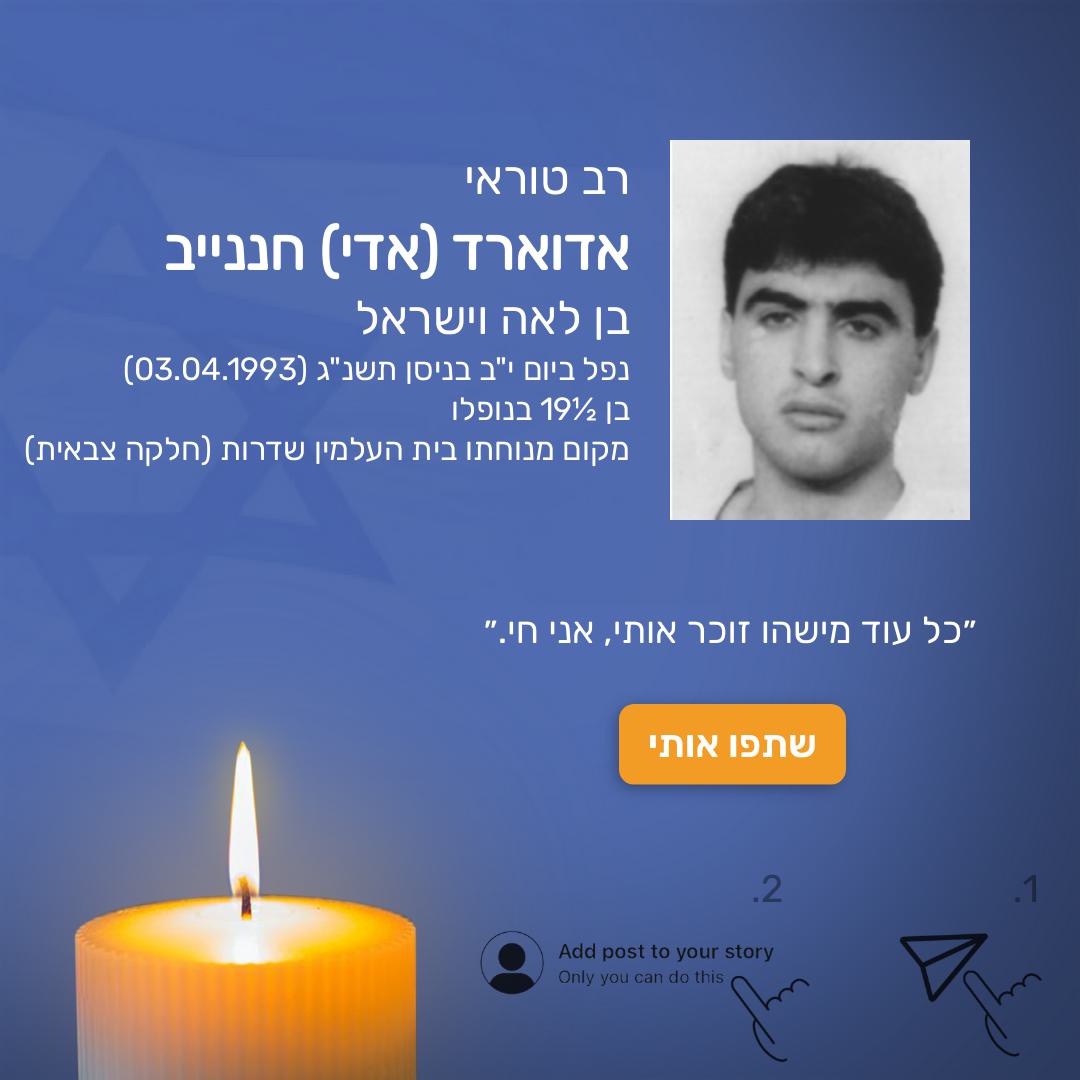 רב טוראי
אדוארד (אדי) חננייב
בן לאה וישראל
נפל ביום י"ב בניסן תשנ"ג (03.04.1993)
בן 19½ בנופלו
מקום מנוחתו בית העלמין שדרות (חלקה צבאית)
״כל עוד מישהו זוכר אותי, אני חי.״
שתפו אותי
.1
.2
Add post to your story
Only you can do this